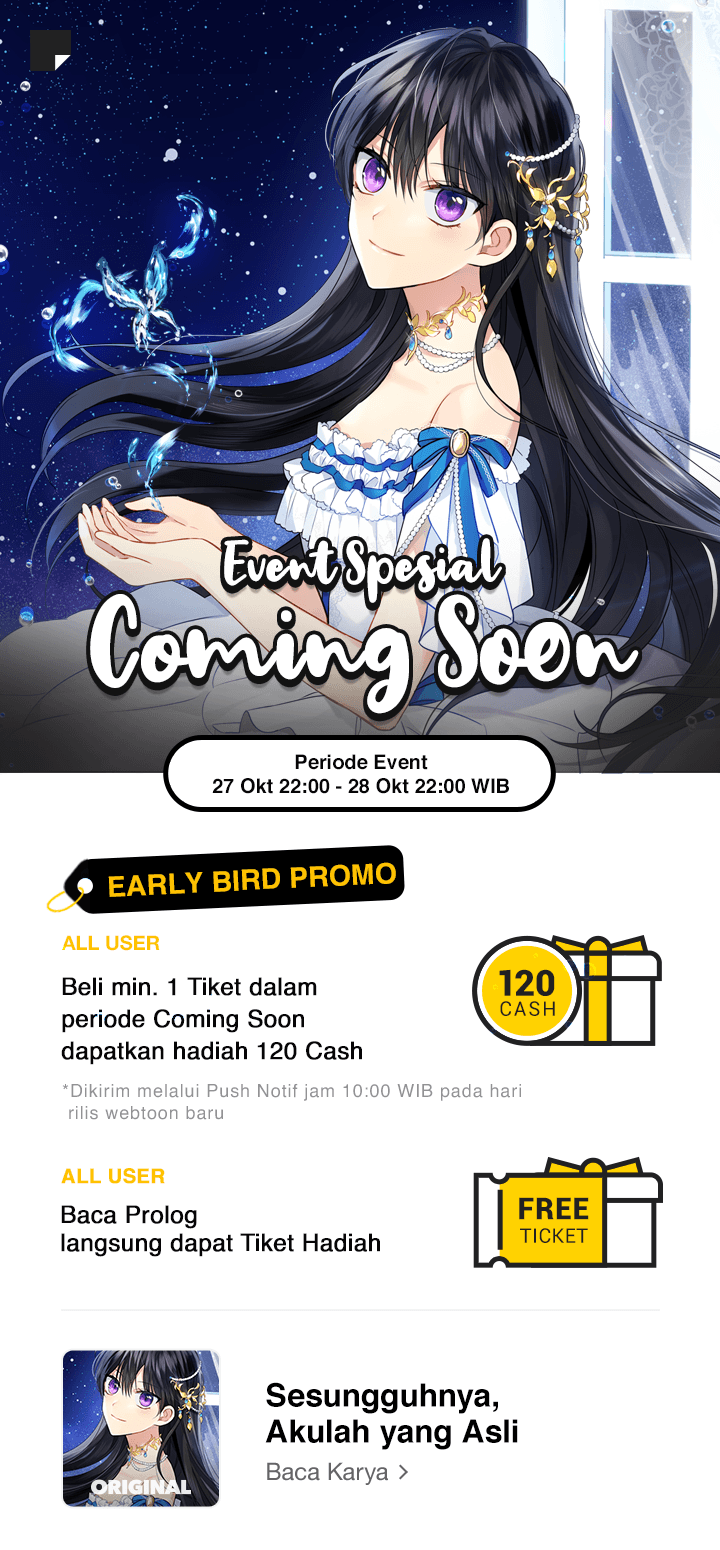 Event Spesial
Coming Soon
Periode Event
27 Okt 22:00 - 28 Okt 22:00 WIB
EARLY BIRD PROMO
ALL USER
Beli min. 1 Tiket dalam
periode Coming Soon
dapatkan hadiah 120 Cash
120
CASH
*Dikirim melalui Push Notif jam 10:00 WIB pada hari
rilis webtoon baru
ALL USER
Baca Prolog
langsung dapat Tiket Hadiah
FREE
TICKET
ORIGINAL
Sesungguhnya,
Akulah yang Asli
Baca Karya >